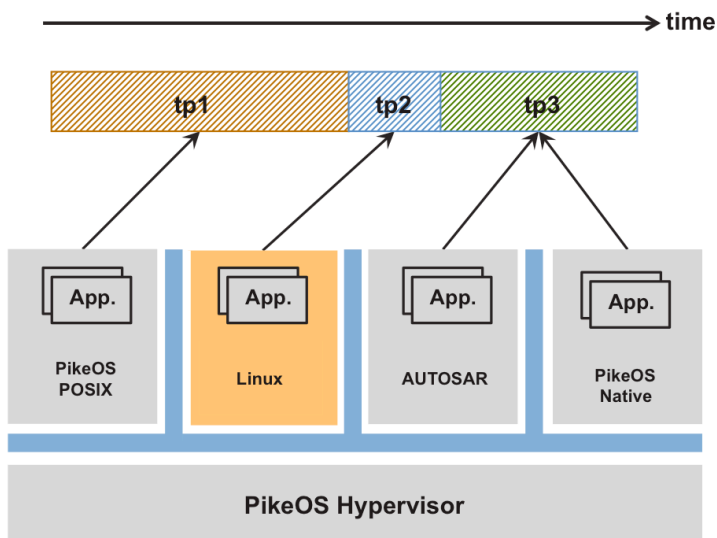 time
tp1
tp2
tp3
App.
App.
App.
App.
PikeOS
POSIX
Linux
AUTOSAR
PikeOS
Native
PikeOS Hypervisor